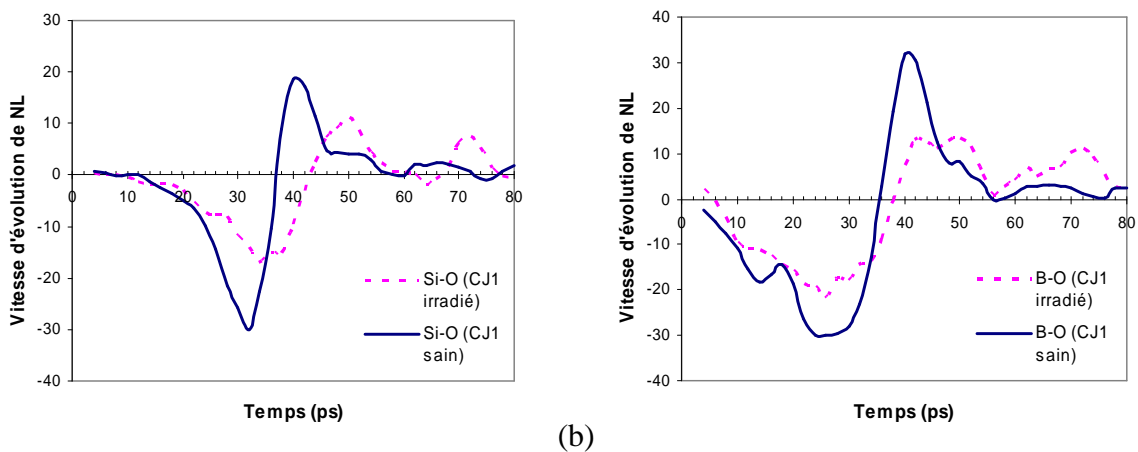 30
20
10
0
-10
-20
-30
-40
0 10 20 30 40 50 60 70 80
Vitesse d'évolution de NL
Temps (ps)
Si-O (CJ1
irradié)
Si-O (CJ1
sain)
40
30
20
10
0
-10
-20
-30
-40
0 10 20 30 40 50 60 70 80
Vitesse d'évolution de NL
Temps (ps)
B-O (CJ1
irradié)
B-O (CJ1
sain)
(b)